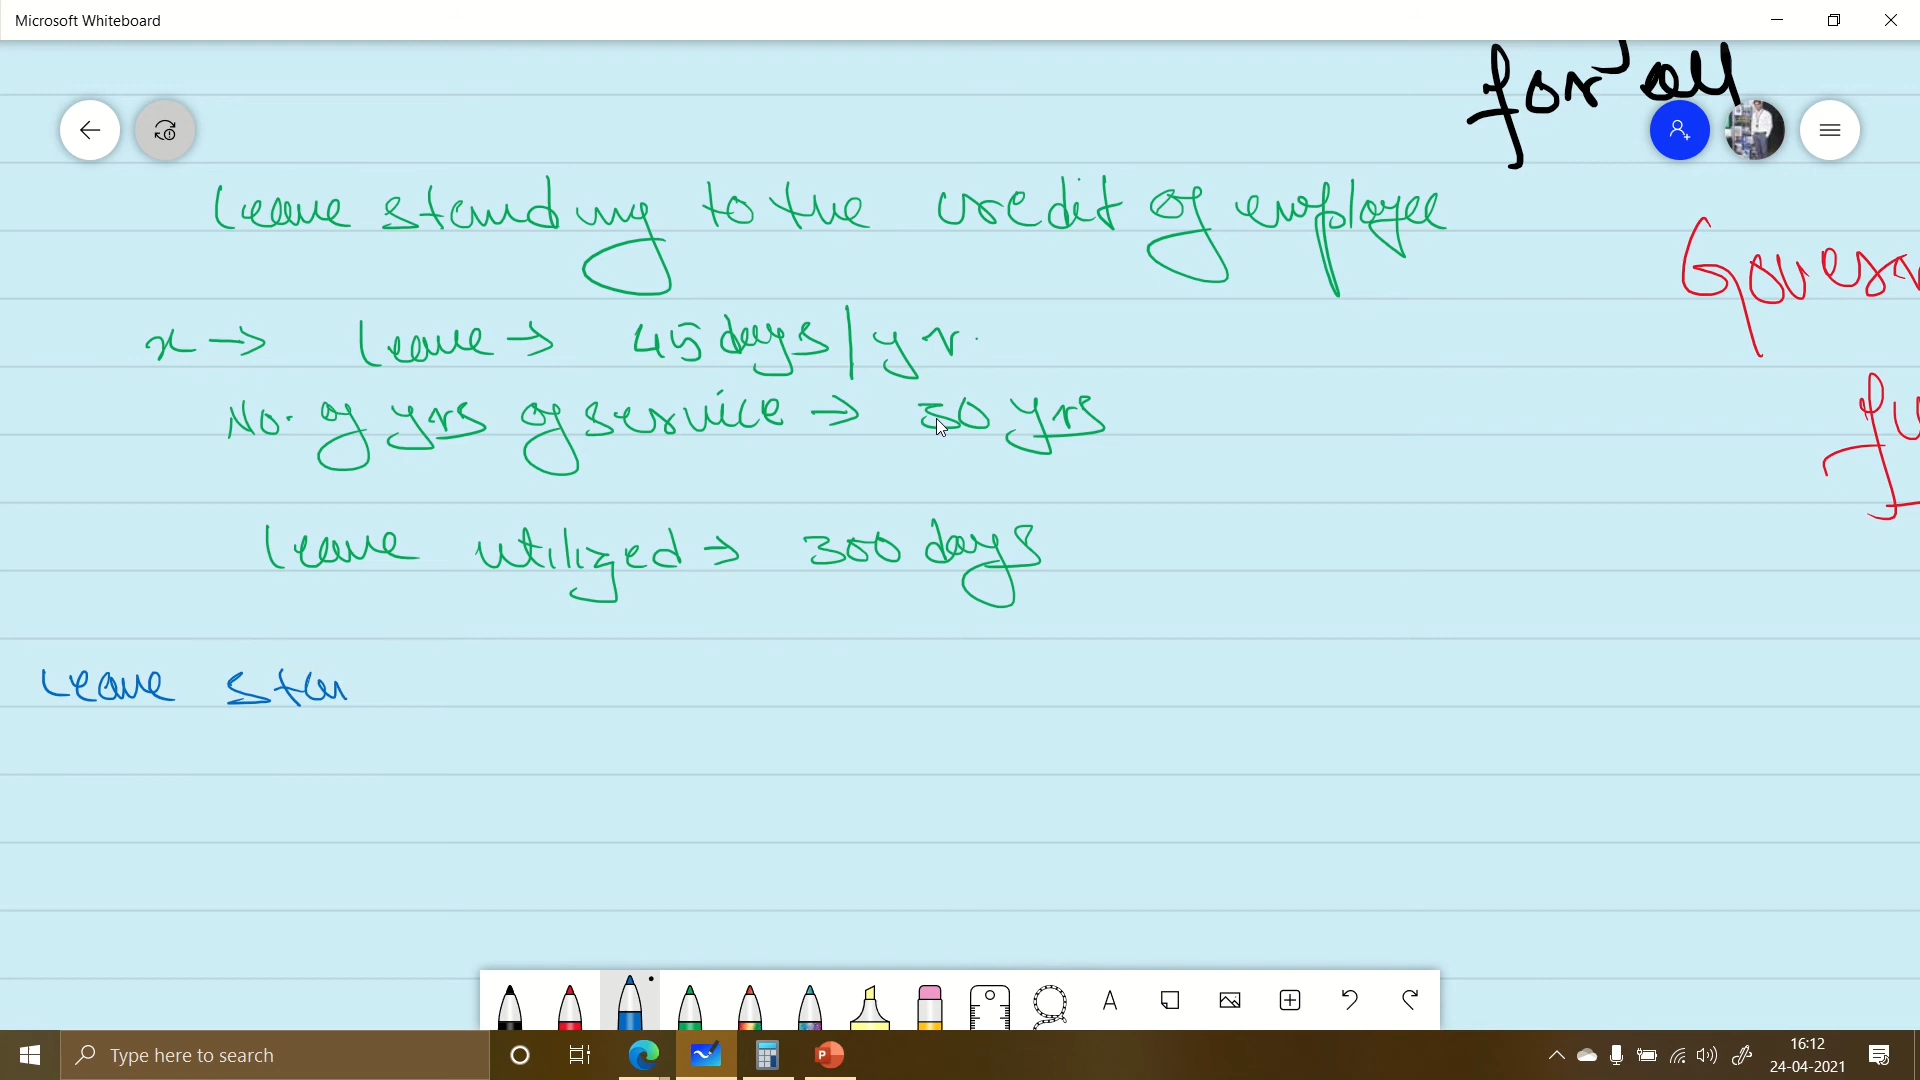 Microsoft Whiteboard
for all
Leave standing to the credit of employee
x → Leave → 45 days | yr.
No. of yrs of service → 30 yrs
Leave utilized → 300 days
Leave stan
Type here to search
16:12
24-04-2021